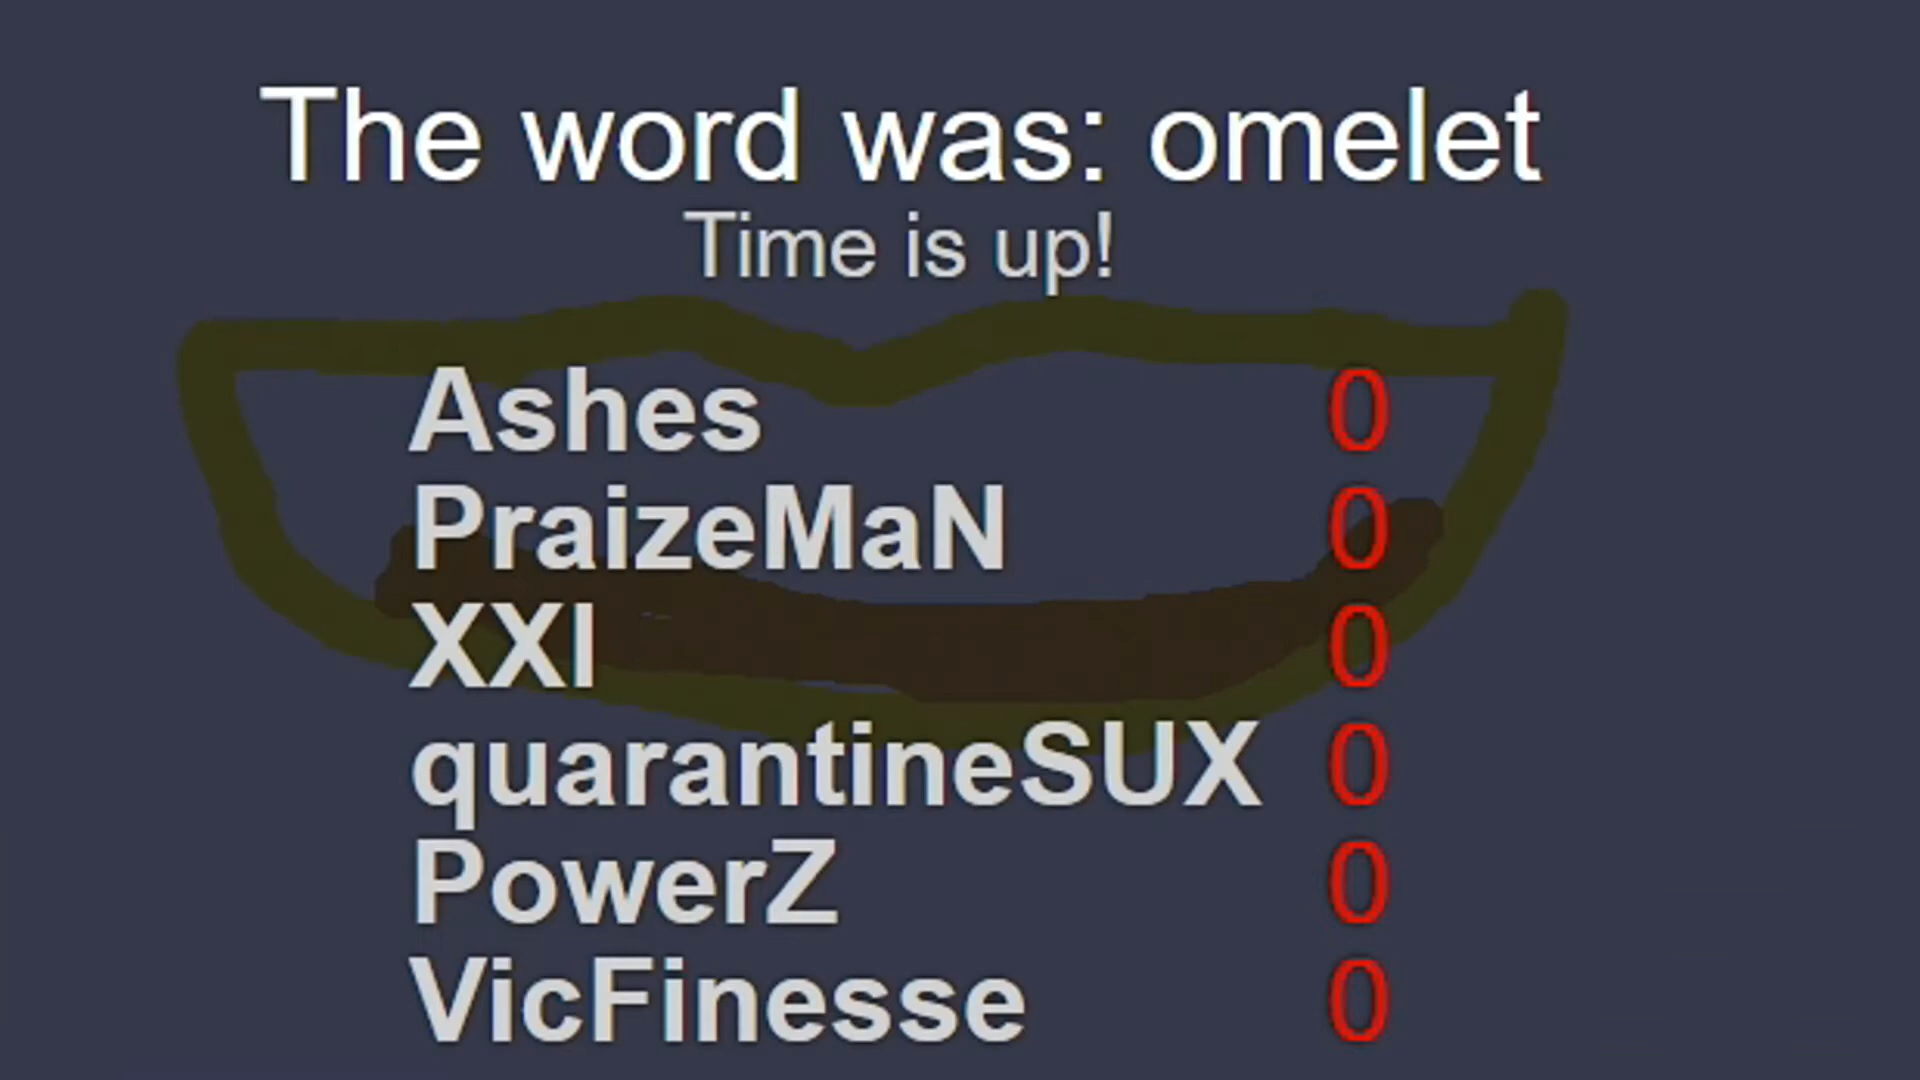 The word was: omelet
Time is up!
Ashes 0
PraizeMaN 0
XXI 0
quarantineSUX 0
PowerZ 0
VicFinesse 0